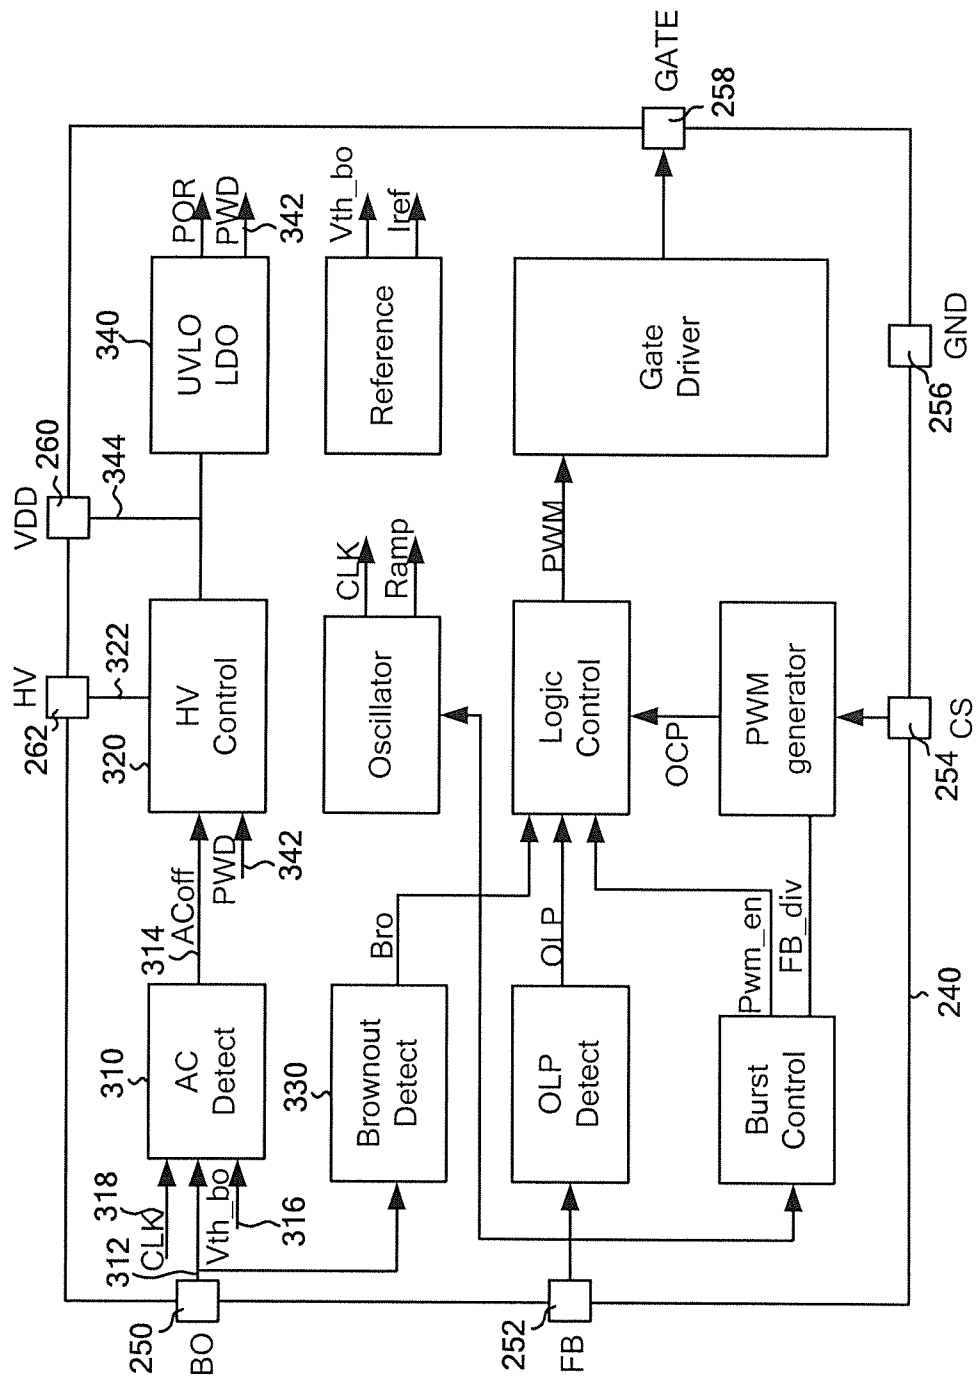 HV
VDD
262
322
260
344
320
HV
Control
340
UVLO
LDO
POR
PWD
342
250
BO
312
CLK
318
Vth_bo
316
310
AC
Detect
314
ACoff
PWD
342
330
Brownout
Detect
Bro
Oscillator
CLK
Ramp
Reference
Vth_bo
Iref
252
FB
OLP
Detect
OLP
Logic
Control
PWM
Gate
Driver
258
GATE
OCP
Burst
Control
Pwm_en
FB_div
PWM
generator
240
254
CS
256
GND